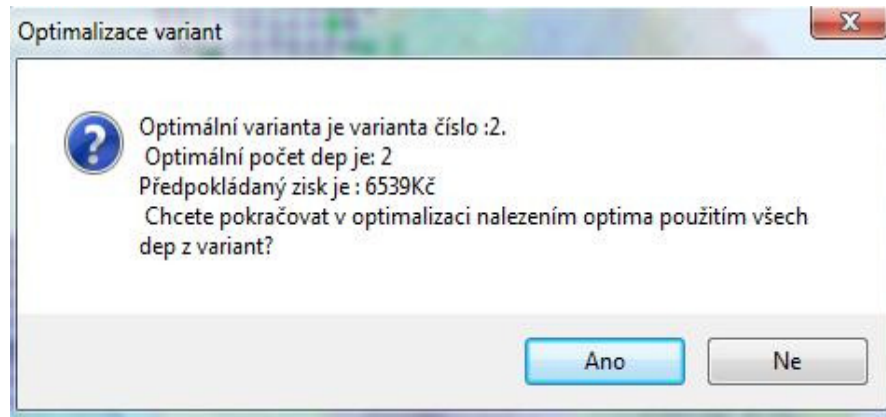 Optimalizace variant
Optimální varianta je varianta číslo :2.
Optimální počet dep je: 2
Předpokládaný zisk je : 6539Kč
Chcete pokračovat v optimalizaci nalezením optima použitím všech
dep z variant?
Ano
Ne